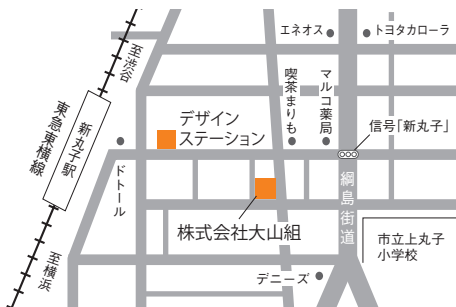 エネオス
トヨタカローラ
至渋谷
東急東横線
新丸子駅
至横浜
ドトール
デザイン
ステーション
喫茶まりも
マルコ薬局
信号「新丸子」
綱島街道
株式会社大山組
市立上丸子
小学校
デニーズ